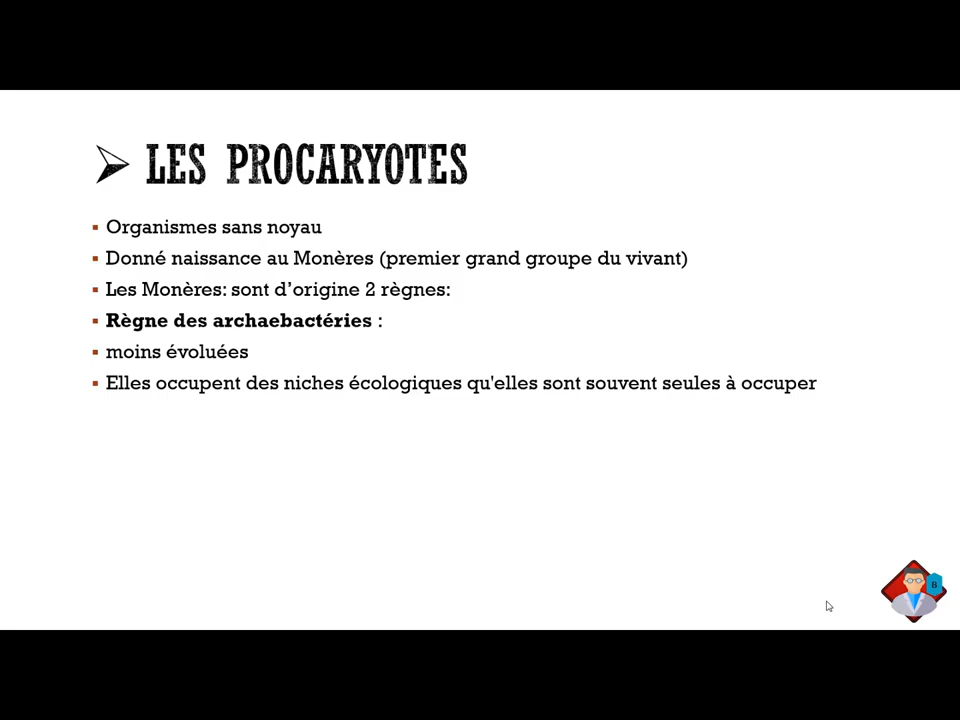 LES PROCARYOTES
Organismes sans noyau
Donné naissance au Monères (premier grand groupe du vivant)
Les Monères: sont d’origine 2 règnes:
Règne des archaebactéries :
moins évoluées
Elles occupent des niches écologiques qu'elles sont souvent seules à occuper
B